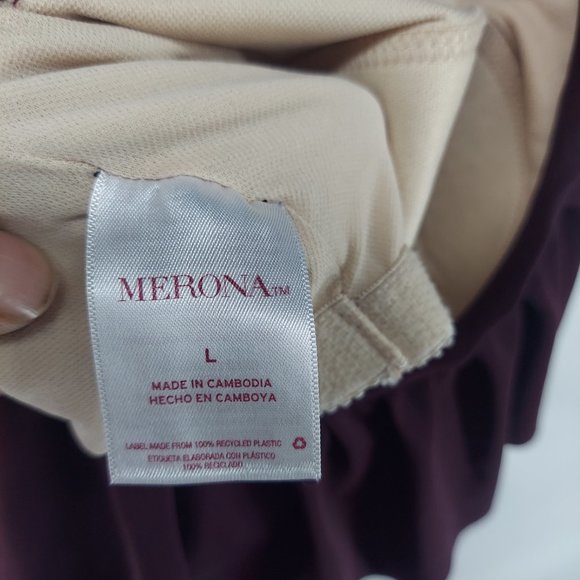 MERONA™
L
MADE IN CAMBODIA
HECHO EN CAMBOYA
LABEL MADE FROM 100% RECYCLED PLASTIC
ETIQUETA ELABORADA CON PLÁSTICO
100% RECICLADO